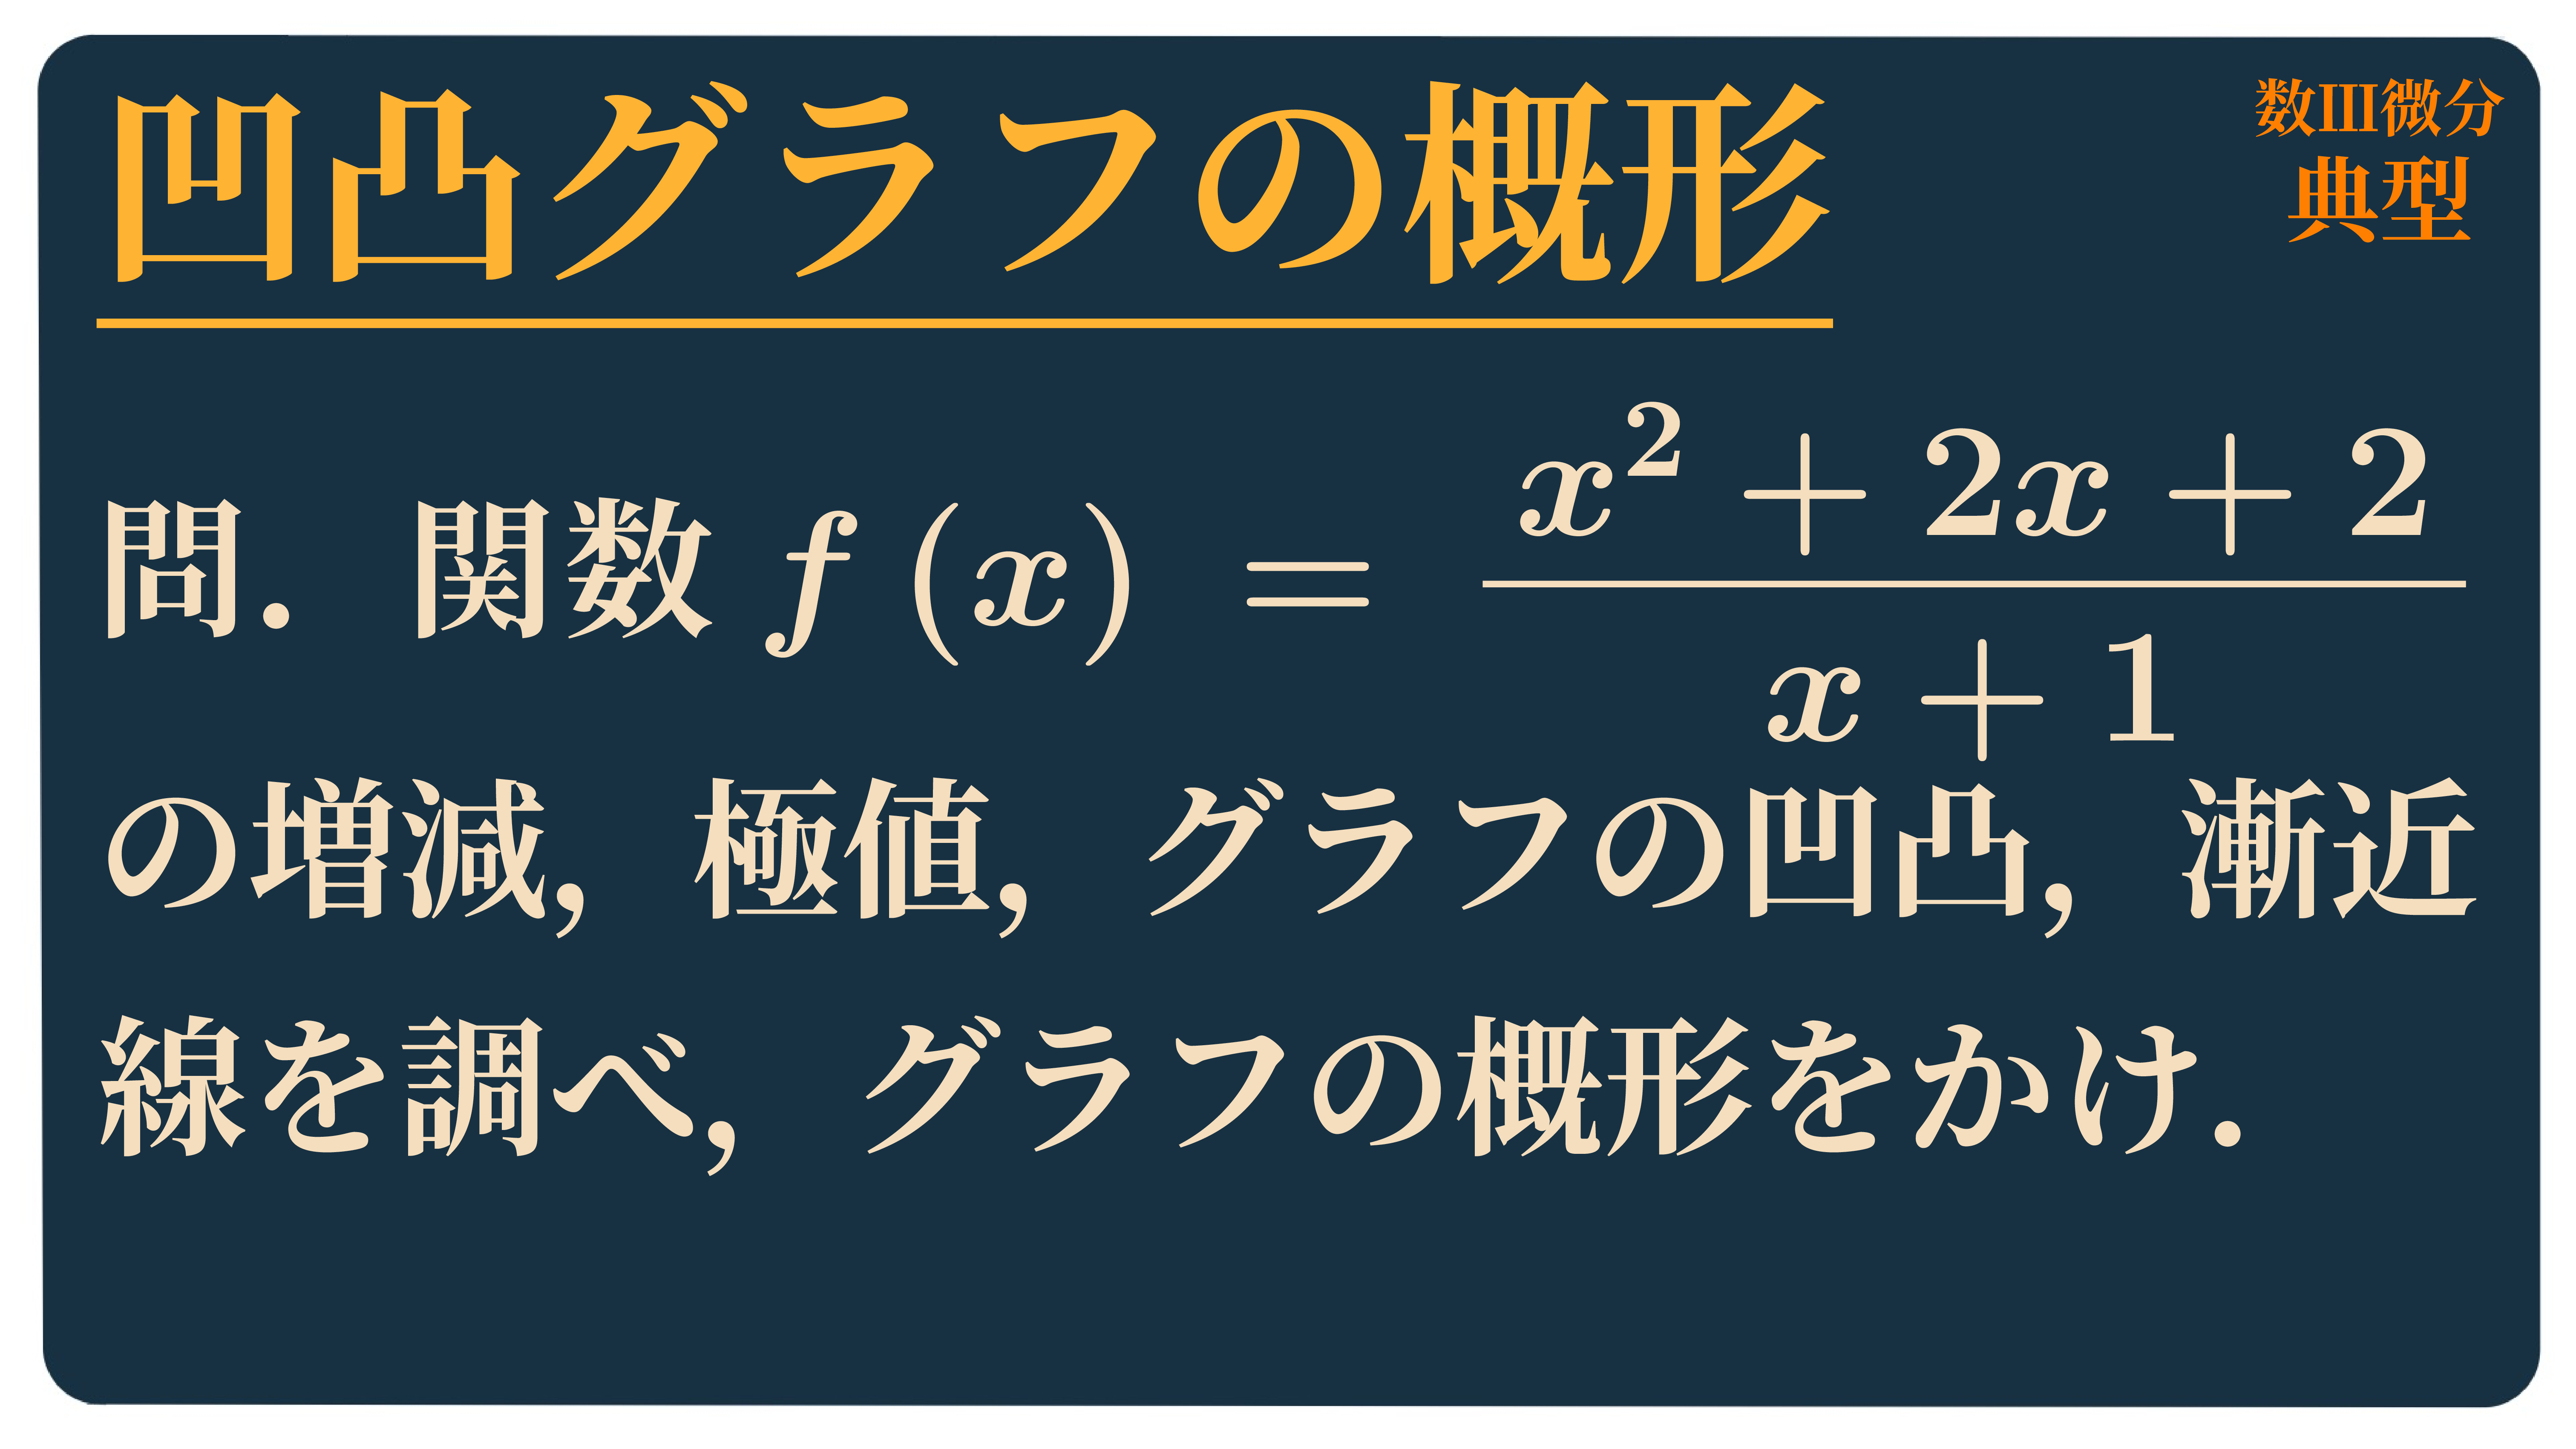 凹凸グラフの概形
数III微分
典型
問. 関数 f(x) = \frac{x^2 + 2x + 2}{x + 1}
の増減, 極値, グラフの凹凸, 漸近
線を調べ, グラフの概形をかけ.